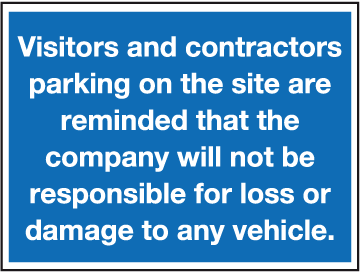 Visitors and contractors
parking on the site are
reminded that the
company will not be
responsible for loss or
damage to any vehicle.